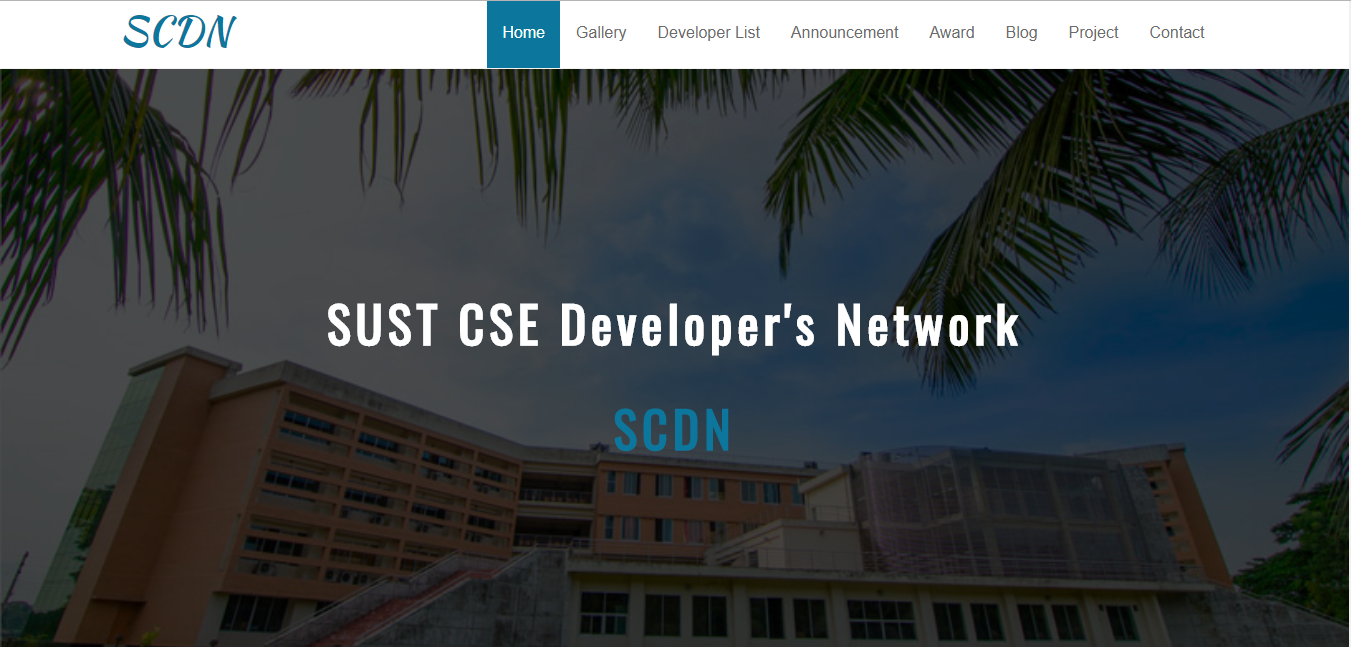 SCDN
Home Gallery Developer List Announcement Award Blog Project Contact
SUST CSE Developer's Network
SCDN